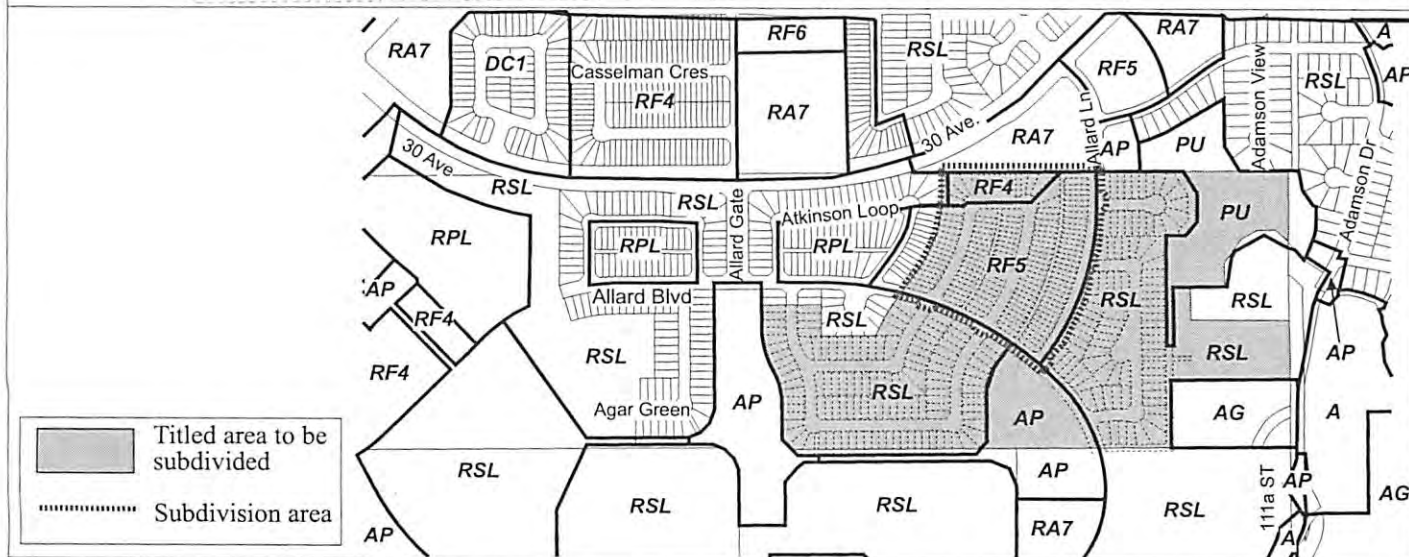 RA7
DC1
Casselman Cres
RF4
RF6
RA7
RSL
30 Ave.
RA7
RF5
RA7
Allard Ln
AP
PU
Adamson View
RSL
A
AP
Adamson Dr
30 Ave
RSL
RSL
Allard Gate
Atkinson Loop
RPL
RPL
RPL
RF4
RF5
PU
RSL
RSL
AP
RF4
RF4
Allard Blvd
RSL
RSL
RSL
RSL
AP
Agar Green
AP
AG
A
AP
Titled area to be
subdivided
Subdivision area
RSL
AP
RSL
RSL
AP
RA7
RSL
111a ST
AP
A
AG